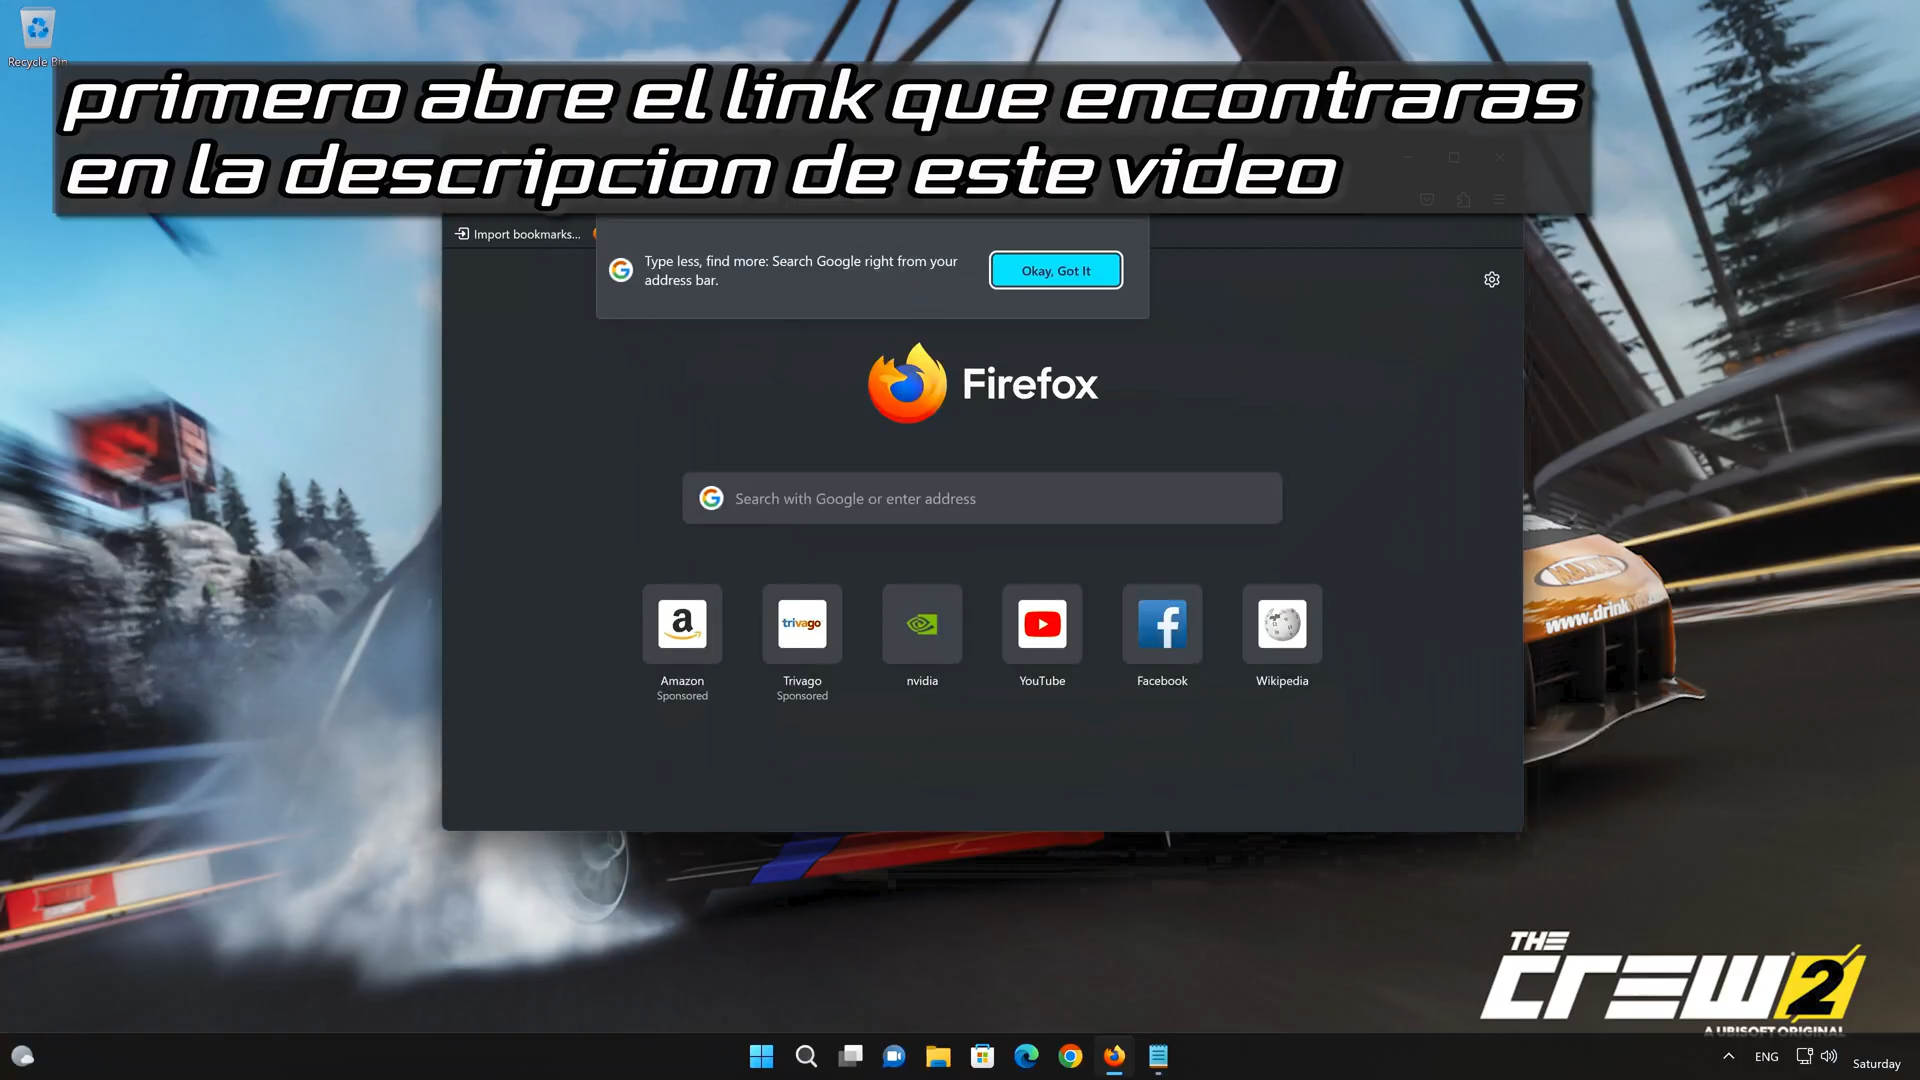 Recycle Bin
primero abre el link que encontraras
en la descripcion de este video
Import bookmarks...
Type less, find more: Search Google right from your
address bar.
Okay, Got It
Firefox
Search with Google or enter address
a
trivago
Amazon
Sponsored
Trivago
Sponsored
nvidia
YouTube
Facebook
Wikipedia
MAXXIS
THE
CREW 2
A UBISOFT ORIGINAL
ENG
Saturday